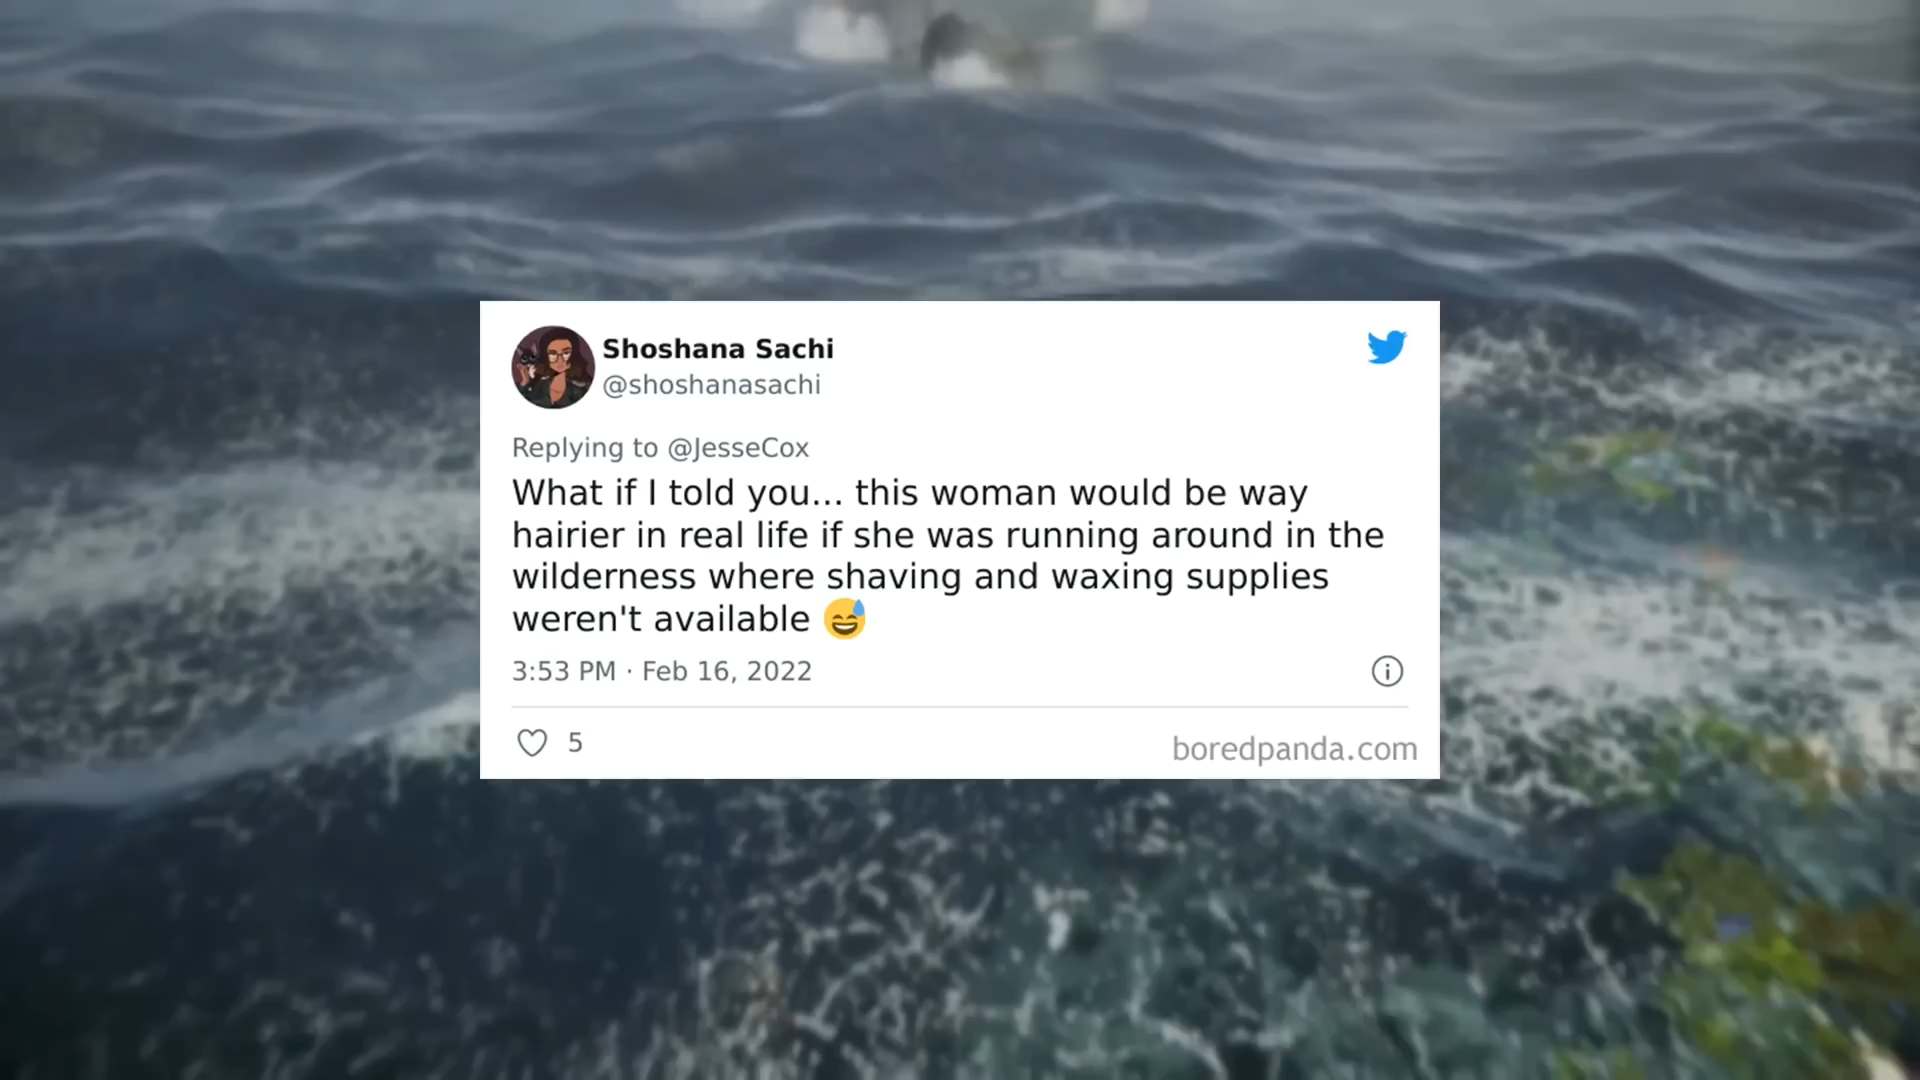 Shoshana Sachi
@shoshanasachi
Replying to @JesseCox
What if I told you... this woman would be way
hairier in real life if she was running around in the
wilderness where shaving and waxing supplies
weren't available 😅
3:53 PM · Feb 16, 2022
5
boredpanda.com